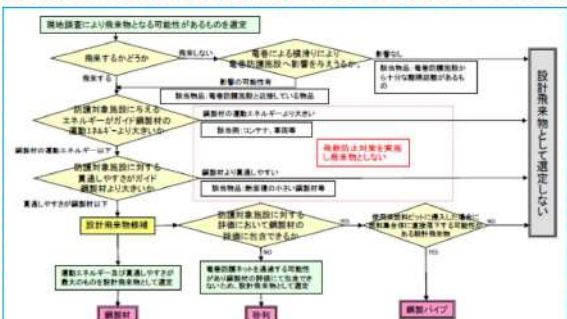 現地調査により飛来物となる可能性があるものを選定
飛来するかどうか
飛来しない
竜巻による横滑りにより
竜巻防護施設へ影響を与えうるか。
影響なし
該当物品：竜巻防護施設か
ら十分な離隔距離があるも
の
飛来する
影響の可能性有
該当物品：竜巻防護施設と近接している物品
防護対象施設に与える
エネルギーがガイド鋼製材の
運動エネルギーより大きいか
鋼製材の運動エネルギーより大きい
該当例：コンテナ、車両等
飛散防止対策を実施
し飛来物としない
鋼製材の運動エネルギー以下
防護対象施設に対する
貫通しやすさがガイド
鋼製材より大きいか
鋼製材より貫通しやすい
該当物品：断面積の小さい鋼製材等
貫通しやすさが鋼製材以下
設計飛来物候補
防護対象施設に対する
評価において鋼製材の
評価に包含できるか
YES
使用済燃料ピットに侵入した場合に
燃料集合体に直接落下する可能性が
ある設計飛来物
YES
設計飛来物として選定しない
NO
YES
運動エネルギー及び貫通しやすさが
最大のものを設計飛来物として選定
竜巻防護ネットを通過する可能性
があり鋼製材の評価にて包含でき
ないため、設計飛来物として選定
鋼製材
砂利
鋼製パイプ